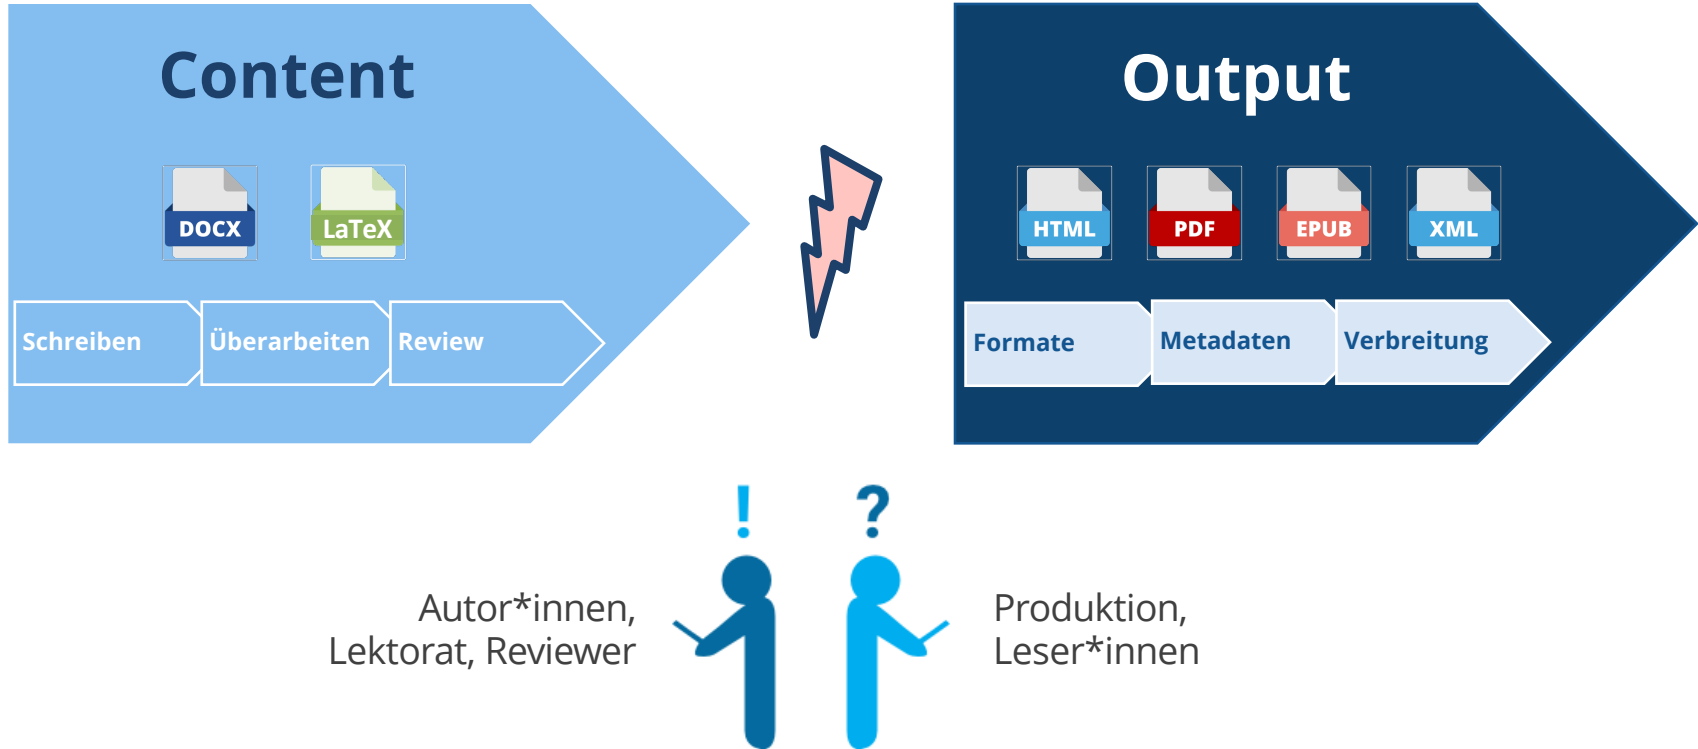 Content
DOCX
LaTeX
Schreiben
Überarbeiten
Review
Output
HTML
PDF
EPUB
XML
Formate
Metadaten
Verbreitung
!
?
Autor*innen,
Lektorat, Reviewer
Produktion,
Leser*innen